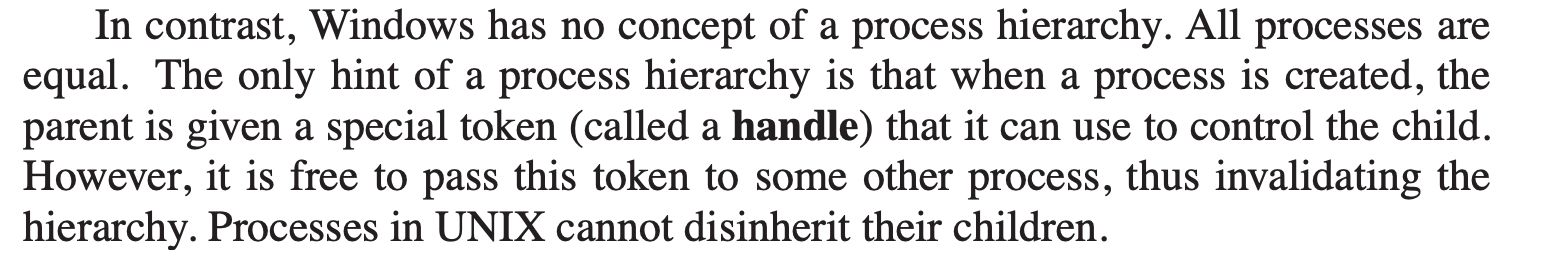 In contrast, Windows has no concept of a process hierarchy. All processes are
equal. The only hint of a process hierarchy is that when a process is created, the
parent is given a special token (called a handle) that it can use to control the child.
However, it is free to pass this token to some other process, thus invalidating the
hierarchy. Processes in UNIX cannot disinherit their children.